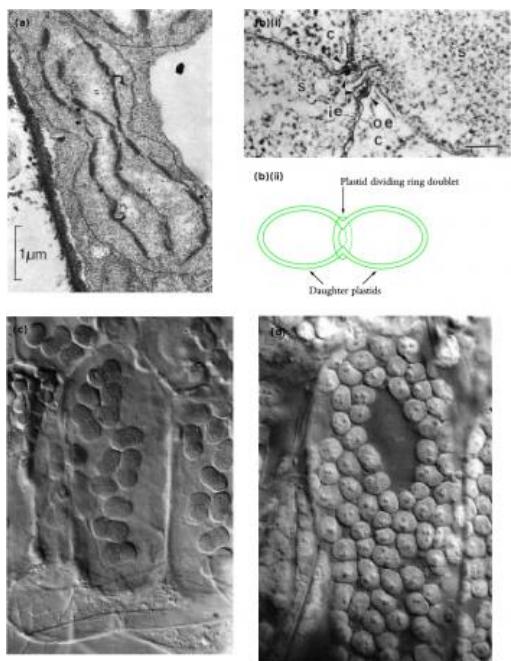 (a)
1μm
(b)(i)
c
s
s
ie
oe
c
(b)(ii)
Plastid dividing ring doublet
Daughter plastids
(c)
(d)